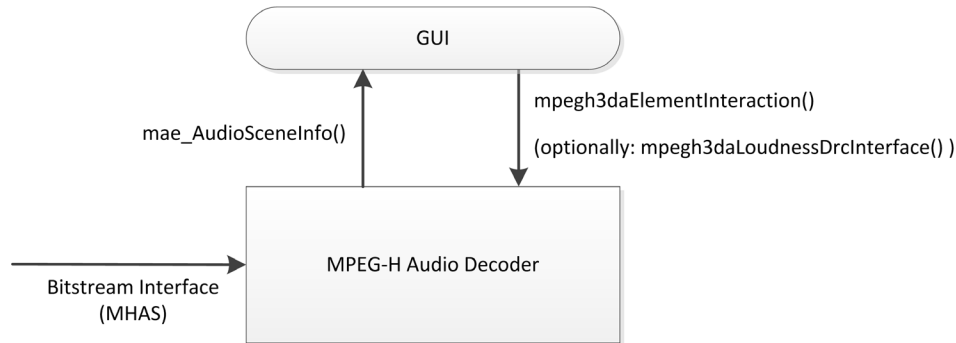 GUI
mae_AudioSceneInfo()
mpegh3daElementInteraction()
(optionally: mpegh3daLoudnessDrcInterface() )
MPEG-H Audio Decoder
Bitstream Interface
(MHAS)